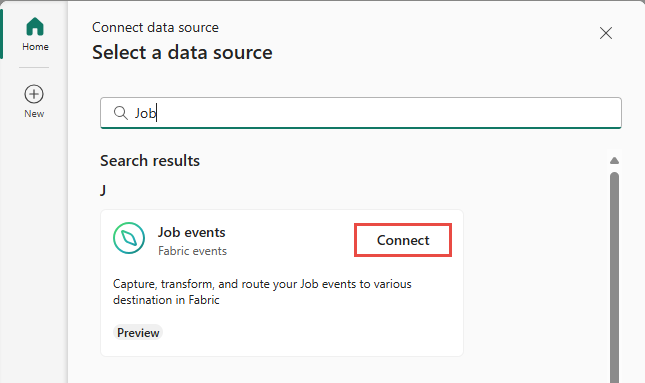 Home
New
Connect data source
Select a data source
Job
Search results
J
Job events
Fabric events
Connect
Capture, transform, and route your Job events to various
destination in Fabric
Preview